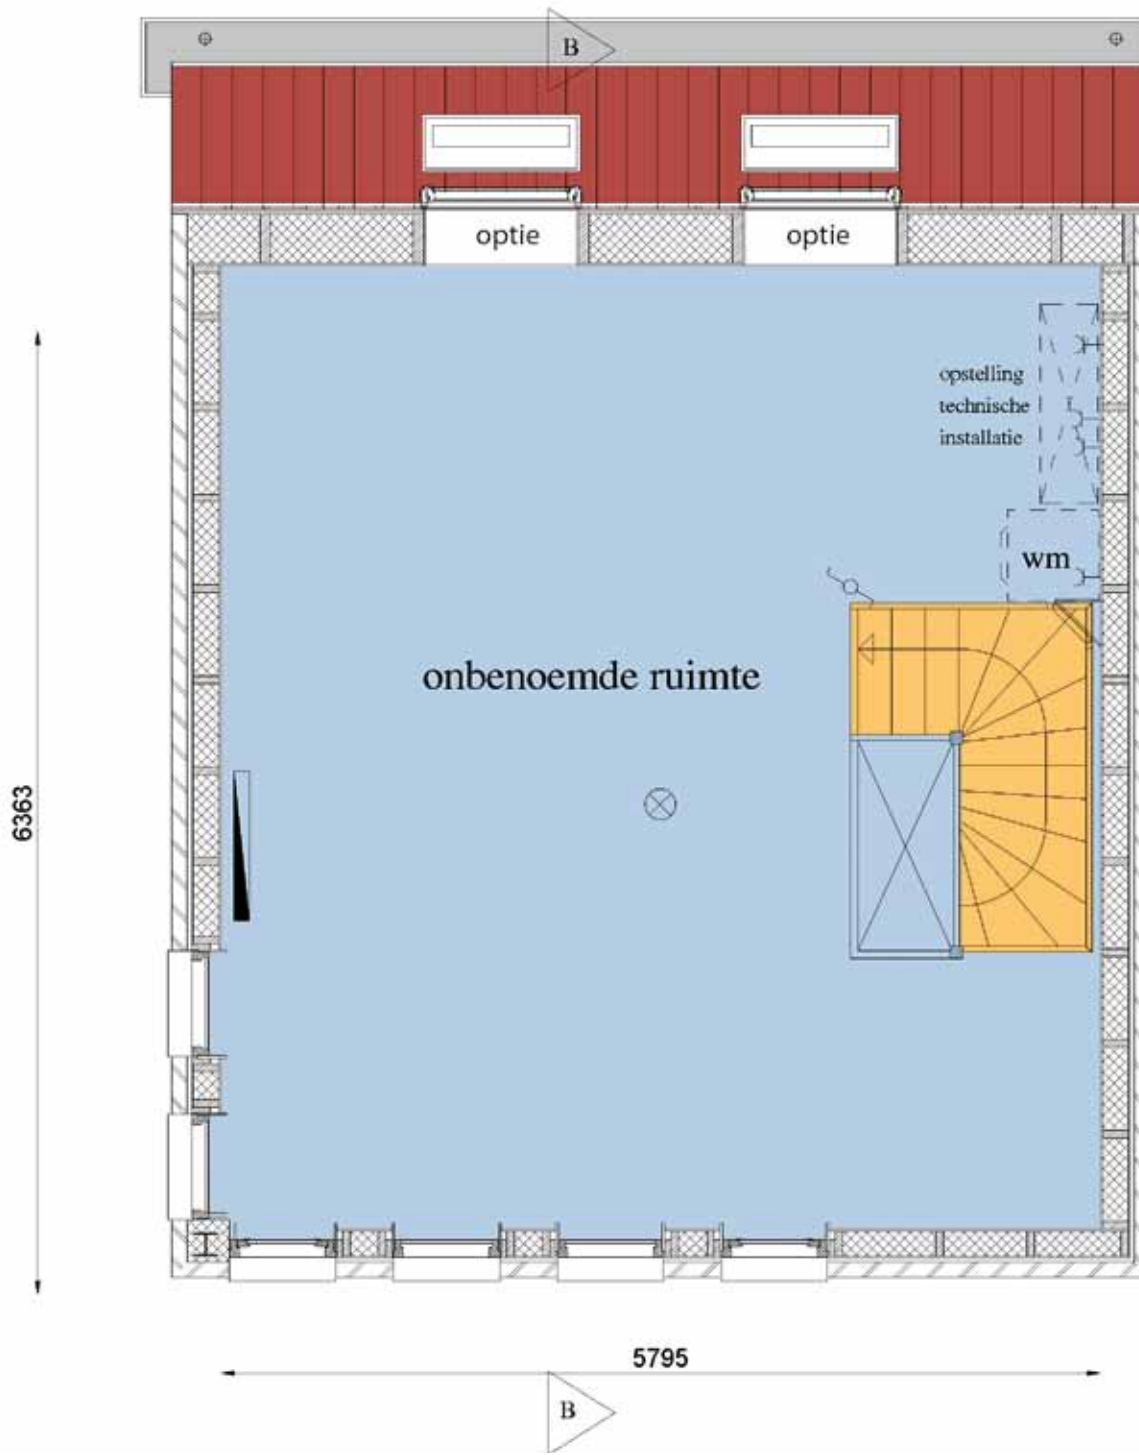 B
optie
optie
opstelling
technische
installatie
wm
onbenoemde ruimte
6363
5795
B